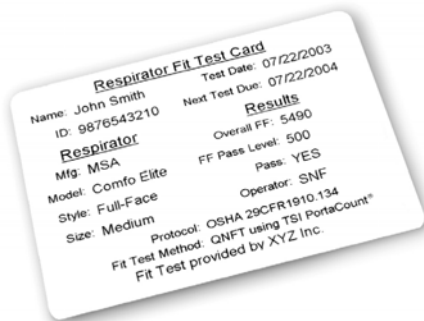 Respirator Fit Test Card
Name: John Smith
Test Date: 07/22/2003
ID: 9876543210
Next Test Due: 07/22/2004
Respirator
Results
Mfg: MSA
Overall FF: 5490
Model: Comfo Elite
FF Pass Level: 500
Style: Full-Face
Pass: YES
Size: Medium
Operator: SNF
Protocol: OSHA 29CFR1910.134
Fit Test Method: QNFT using TSI PortaCount®
Fit Test provided by XYZ Inc.